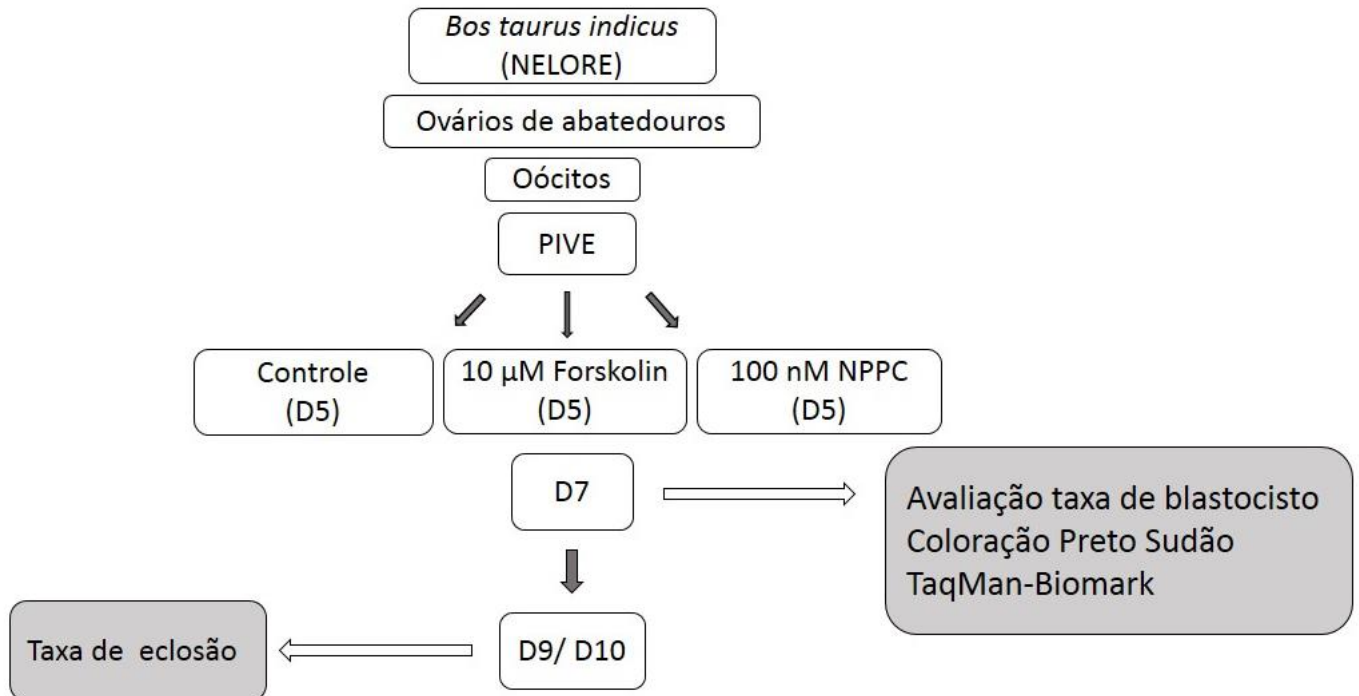 Bos taurus indicus
(NELORE)
Ovários de abatedouros
Oócitos
PIVE
Controle
(D5)
10 µM Forskolin
(D5)
100 nM NPPC
(D5)
D7
Avaliação taxa de blastocisto
Coloração Preto Sudão
TaqMan-Biomark
D9/ D10
Taxa de eclosão